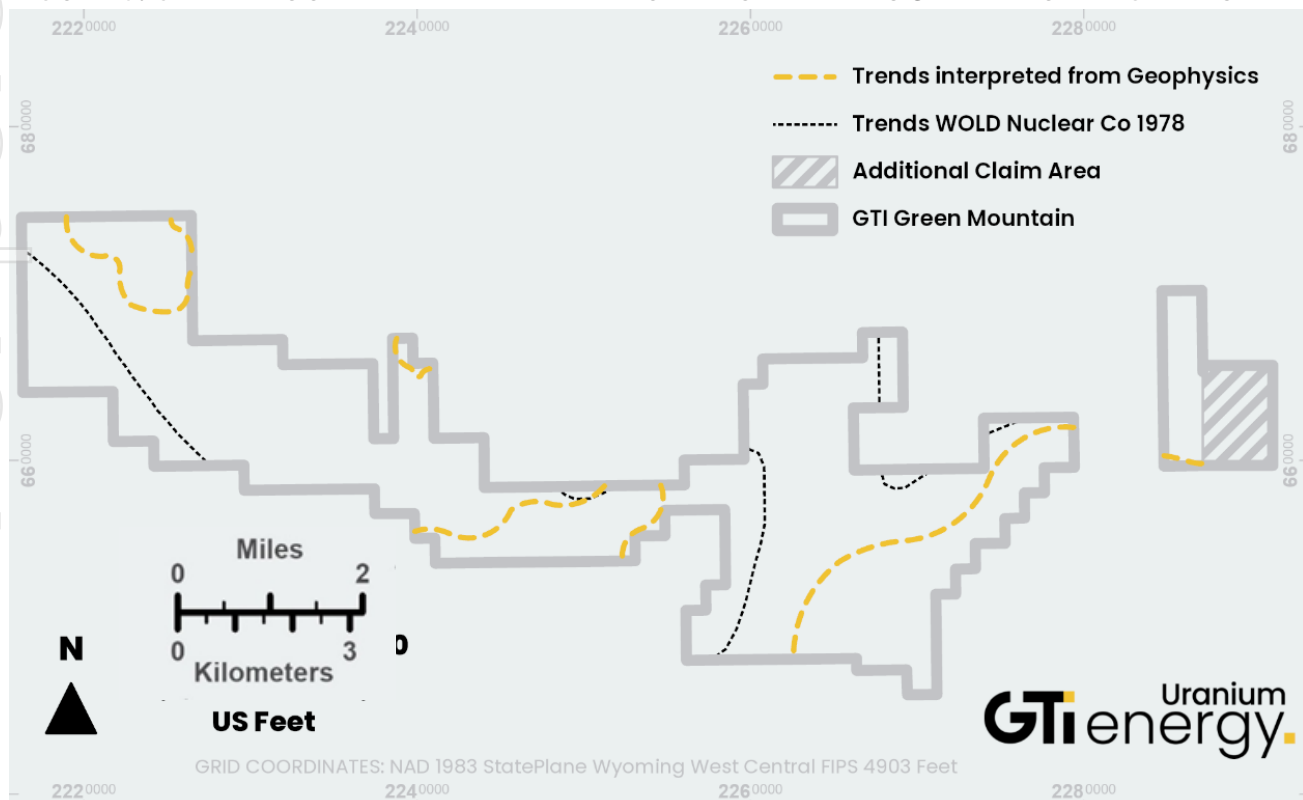 222⁰⁰⁰⁰ 224⁰⁰⁰⁰ 226⁰⁰⁰⁰ 228⁰⁰⁰⁰
Trends interpreted from Geophysics
Trends WOLD Nuclear Co 1978
Additional Claim Area
GTI Green Mountain
68⁰⁰⁰⁰ 68⁰⁰⁰⁰
66⁰⁰⁰⁰ 66⁰⁰⁰⁰
Miles
0 2
0 3
Kilometers
N
US Feet
GTi energy.
Uranium
GRID COORDINATES: NAD 1983 StatePlane Wyoming West Central FIPS 4903 Feet
222⁰⁰⁰⁰ 224⁰⁰⁰⁰ 226⁰⁰⁰⁰ 228⁰⁰⁰⁰